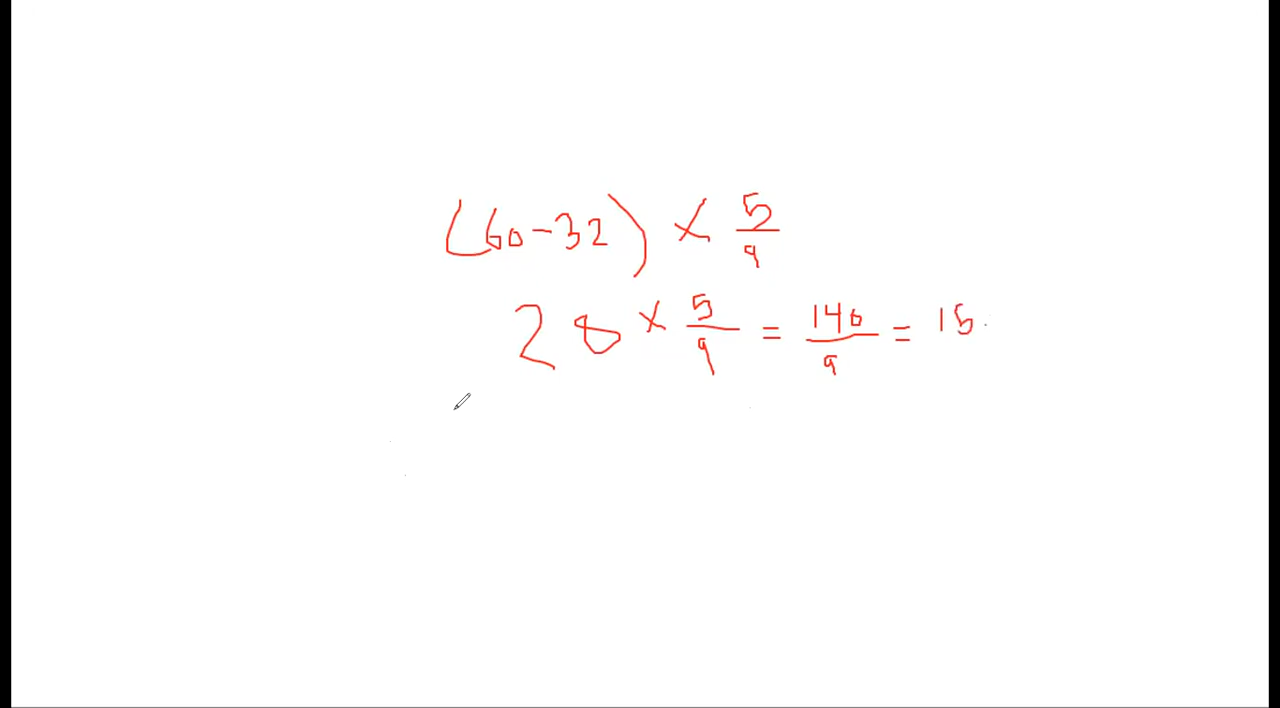 (60-32) × 5/9
28 × 5/9 = 140/9 = 15.